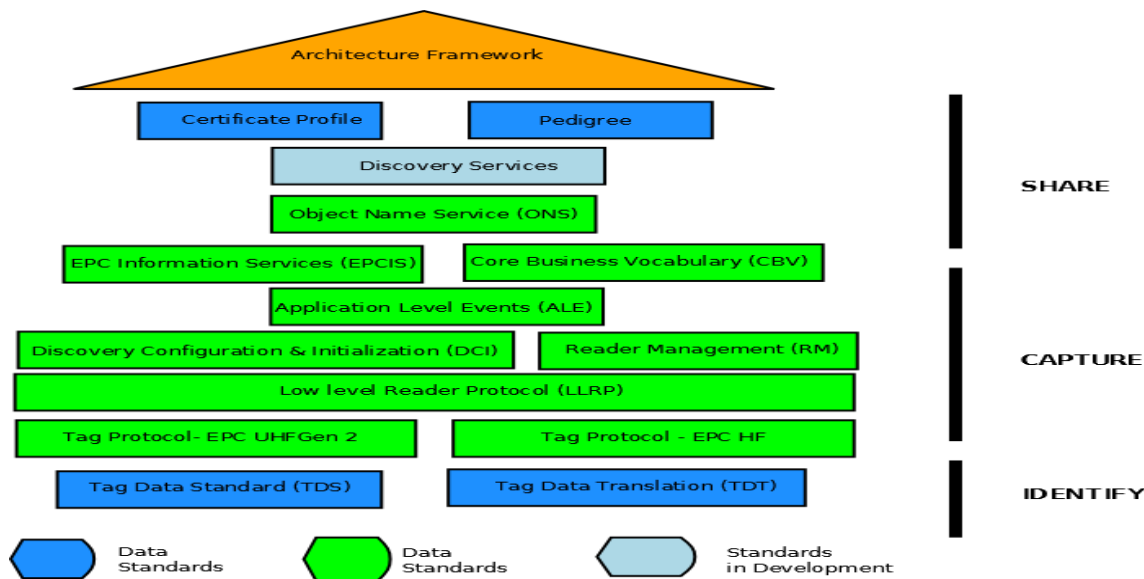 Architecture Framework
Certificate Profile
Pedigree
Discovery Services
SHARE
Object Name Service (ONS)
EPC Information Services (EPCIS)
Core Business Vocabulary (CBV)
Application Level Events (ALE)
Discovery Configuration & Initialization (DCI)
Reader Management (RM)
CAPTURE
Low level Reader Protocol (LLRP)
Tag Protocol- EPC UHFGen 2
Tag Protocol - EPC HF
Tag Data Standard (TDS)
Tag Data Translation (TDT)
IDENTIFY
Data
Standards
Data
Standards
Standards
in Development